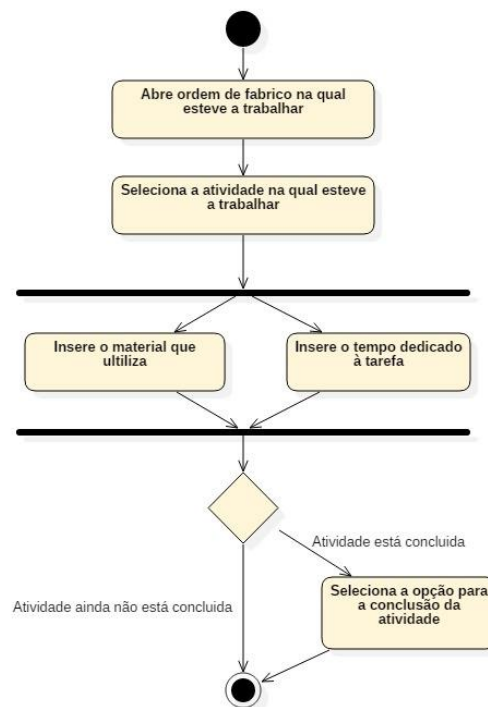 Abre ordem de fabrico na qual
esteve a trabalhar
Seleciona a atividade na qual esteve
a trabalhar
Insere o material que
ultiliza
Insere o tempo dedicado
à tarefa
Atividade está concluida
Atividade ainda não está concluida
Seleciona a opção para
a conclusão da
atividade